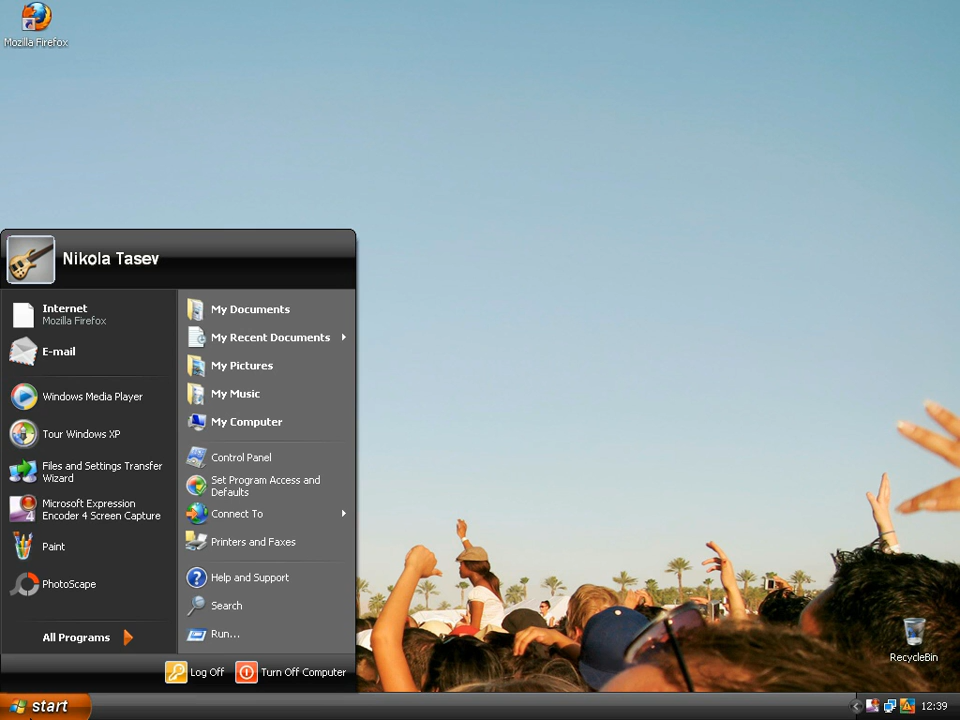 Mozilla Firefox
Nikola Tasev
Internet
Mozilla Firefox
E-mail
Windows Media Player
Tour Windows XP
Files and Settings Transfer
Wizard
Microsoft Expression
Encoder 4 Screen Capture
Paint
PhotoScape
All Programs
My Documents
My Recent Documents
My Pictures
My Music
My Computer
Control Panel
Set Program Access and
Defaults
Connect To
Printers and Faxes
Help and Support
Search
Run...
Log Off
Turn Off Computer
RecycleBin
start
12:39